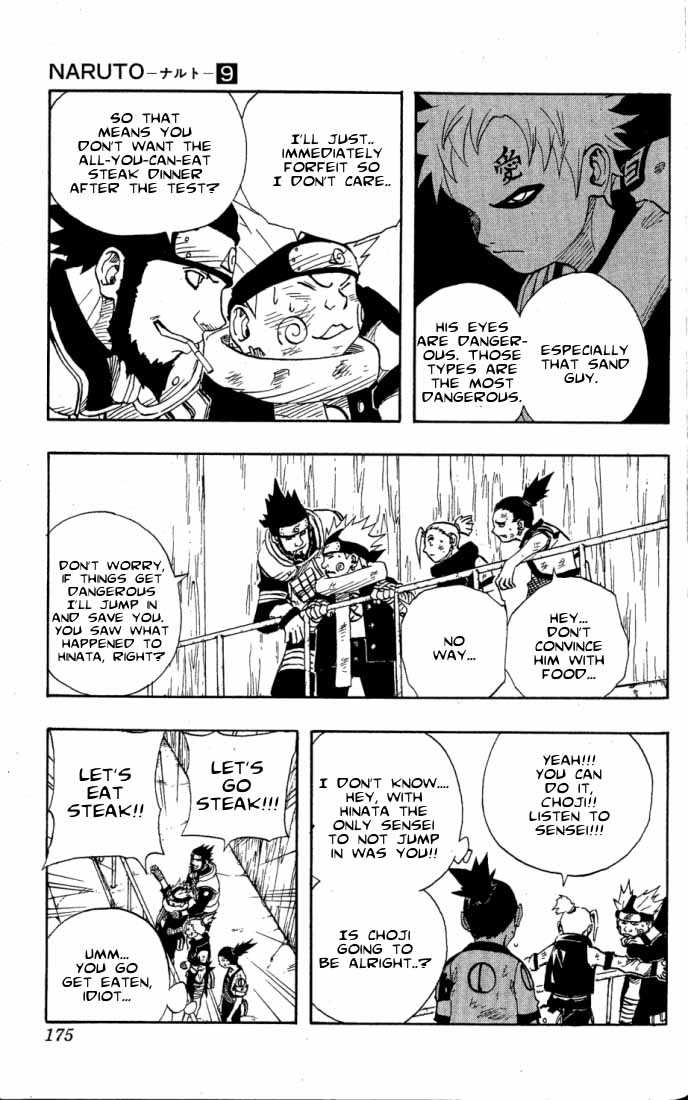 NARUTO—ナルト—9
愛
ESPECIALLY
THAT SAND
GUY.
HIS EYES
ARE DANGER-
OUS. THOSE
TYPES ARE
THE MOST
DANGEROUS.
I'LL JUST..
IMMEDIATELY
FORFEIT SO
I DON'T CARE..
SO THAT
MEANS YOU
DON'T WANT THE
ALL-YOU-CAN-EAT
STEAK DINNER
AFTER THE TEST?
HEY...
DON'T
CONVINCE
HIM WITH
FOOD...
NO
WAY...
DON'T WORRY,
IF THINGS GET
DANGEROUS
I'LL JUMP IN
AND SAVE YOU.
YOU SAW WHAT
HAPPENED TO
HINATA, RIGHT?
YEAH!!!
YOU CAN
DO IT,
CHOJI!!
LISTEN TO
SENSEI!!!
I DON'T KNOW....
HEY, WITH
HINATA THE
ONLY SENSEI
TO NOT JUMP
IN WAS YOU!!
IS CHOJI
GOING TO
BE ALRIGHT..?
LET'S
GO
STEAK!!!
LET'S
EAT
STEAK!!
UMM...
YOU GO
GET EATEN,
IDIOT...
175